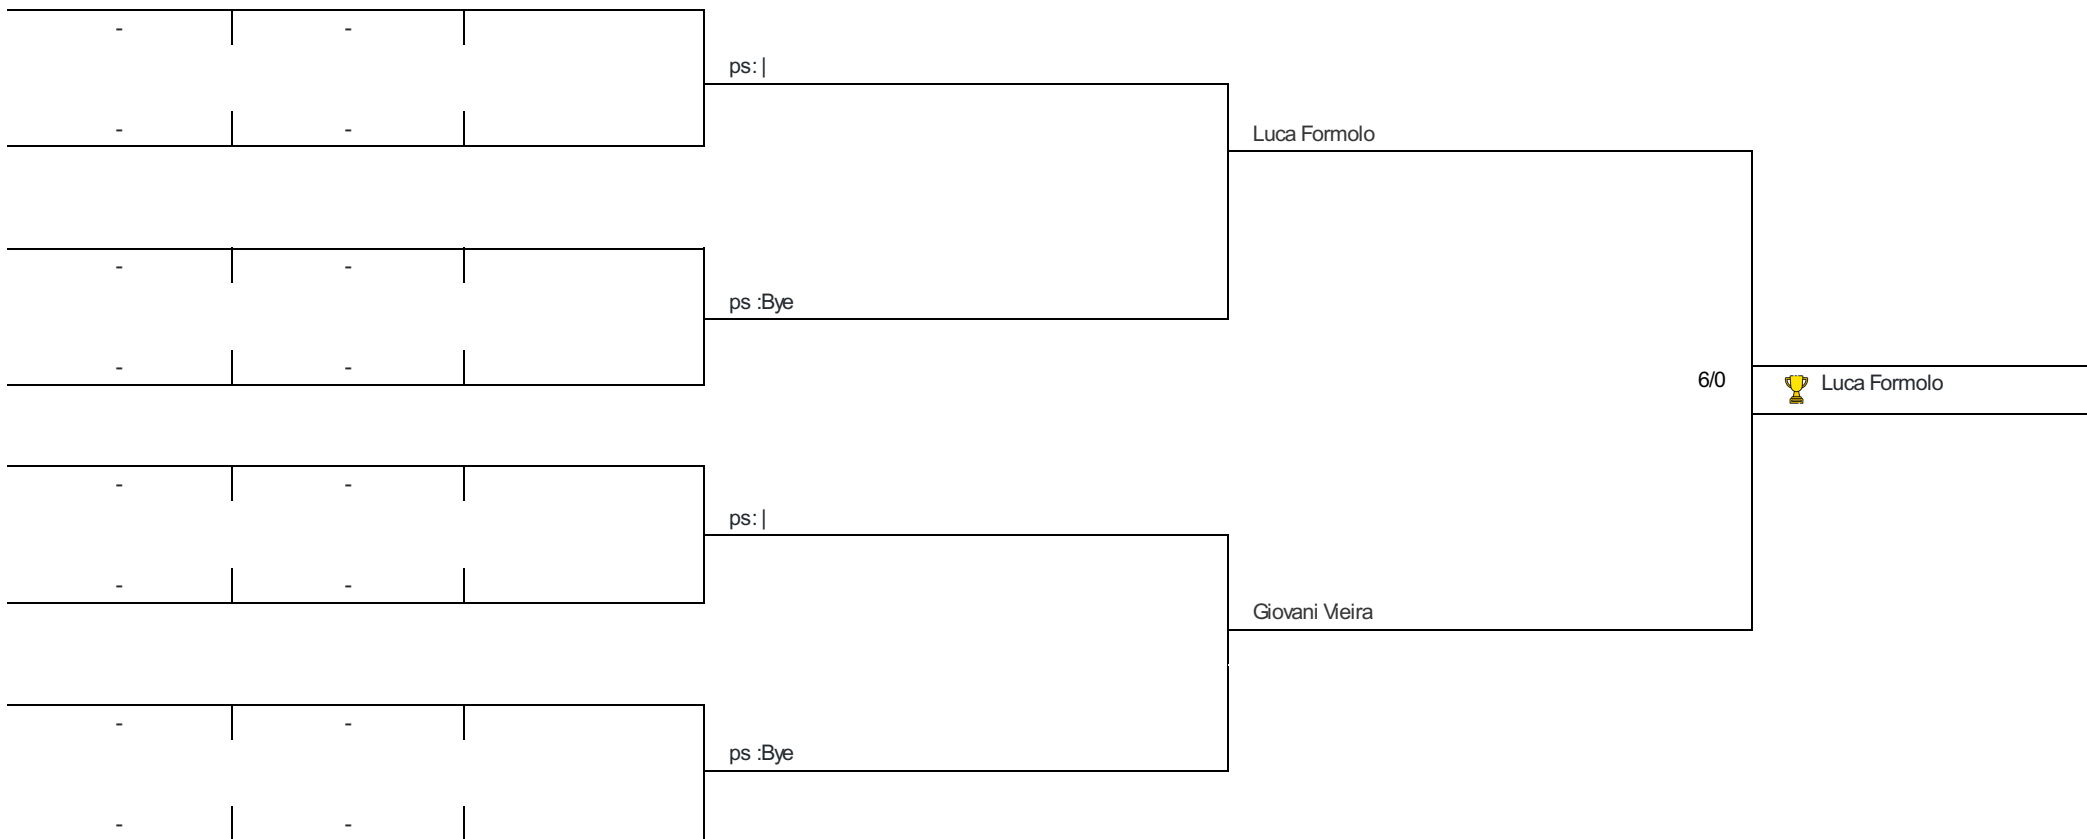 - -
ps: |
- -
Luca Formolo
- -
ps :Bye
- -
6/0
Luca Formolo
- -
ps: |
- -
Giovani Vieira
- -
ps :Bye
- -